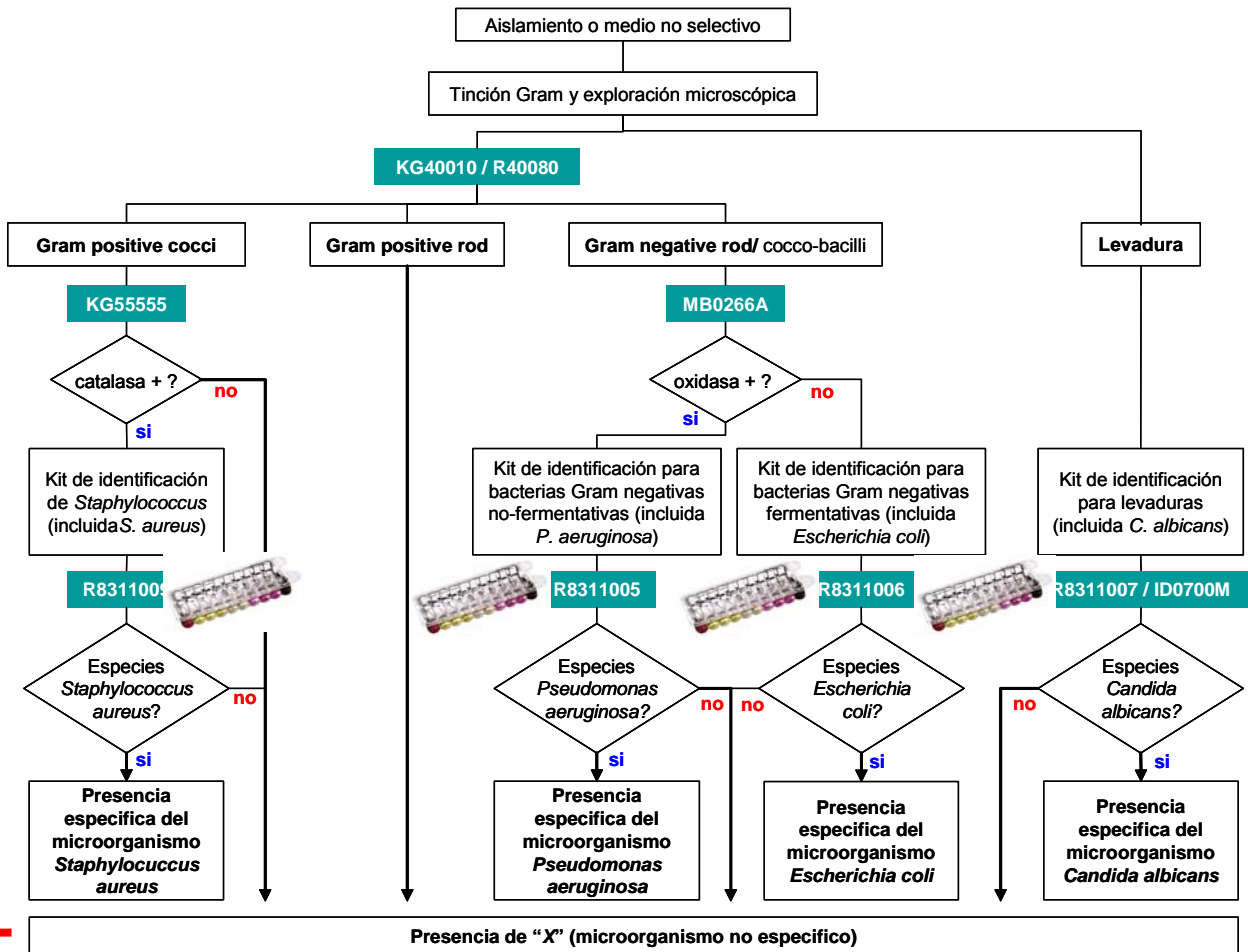 Aislamiento o medio no selectivo
Tinción Gram y exploración microscópica
KG40010 / R40080
Gram positive cocci
Gram positive rod
Gram negative rod/ cocco-bacilli
Levadura
KG55555
MB0266A
catalasa + ?
no
si
oxidasa + ?
no
si
Kit de identificación
de Staphylococcus
(incluida S. aureus)
Kit de identificación para
bacterias Gram negativas
no-fermentativas (incluida
P. aeruginosa)
Kit de identificación para
bacterias Gram negativas
fermentativas (incluida
Escherichia coli)
Kit de identificación
para levaduras
(incluida C. albicans)
R8311009
R8311005
R8311006
R8311007 / ID0700M
Especies
Staphylococcus
aureus?
no
si
Especies
Pseudomonas
aeruginosa?
no
si
Especies
Escherichia
coli?
no
si
Especies
Candida
albicans?
no
si
Presencia
especifica del
microorganismo
Staphylocuccus
aureus
Presencia
especifica del
microorganismo
Pseudomonas
aeruginosa
Presencia
especifica del
microorganismo
Escherichia coli
Presencia
especifica del
microorganismo
Candida albicans
Presencia de “X” (microorganismo no especifico)